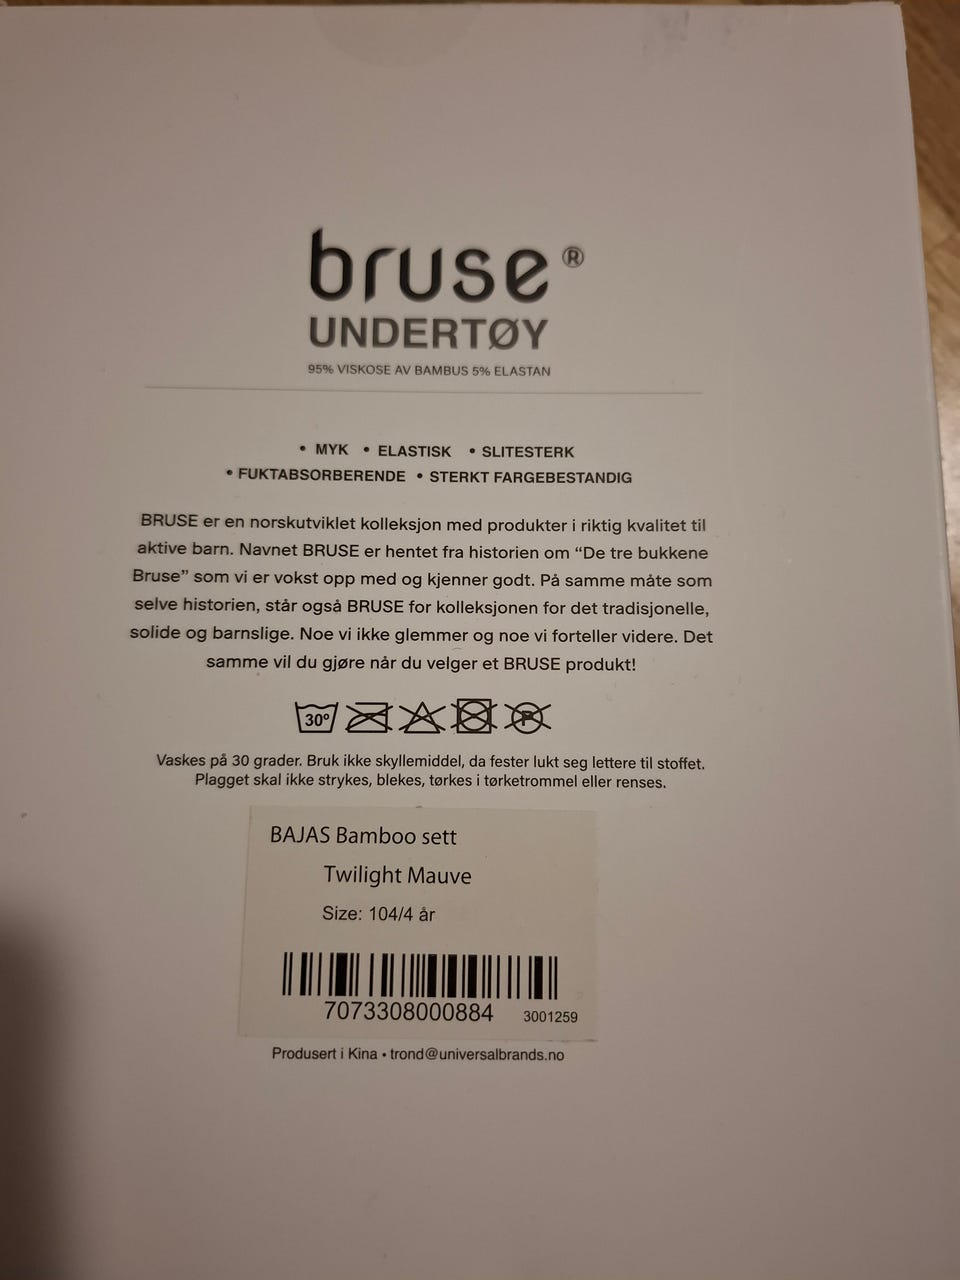 bruse®
UNDERTØY
95% VISKOSE AV BAMBUS 5% ELASTAN
• MYK • ELASTISK • SLITESTERK
• FUKTABSORBERENDE • STERKT FARGEBESTANDIG
BRUSE er en norskutviklet kolleksjon med produkter i riktig kvalitet til
aktive barn. Navnet BRUSE er hentet fra historien om “De tre bukkene
Bruse” som vi er vokst opp med og kjenner godt. På samme måte som
selve historien, står også BRUSE for kolleksjonen for det tradisjonelle,
solide og barnslige. Noe vi ikke glemmer og noe vi forteller videre. Det
samme vil du gjøre når du velger et BRUSE produkt!
30º P
Vaskes på 30 grader. Bruk ikke skyllemiddel, da fester lukt seg lettere til stoffet.
Plagget skal ikke strykes, blekes, tørkes i tørketrommel eller renses.
BAJAS Bamboo sett
Twilight Mauve
Size: 104/4 år
7073308000884 3001259
Produsert i Kina • trond@universalbrands.no